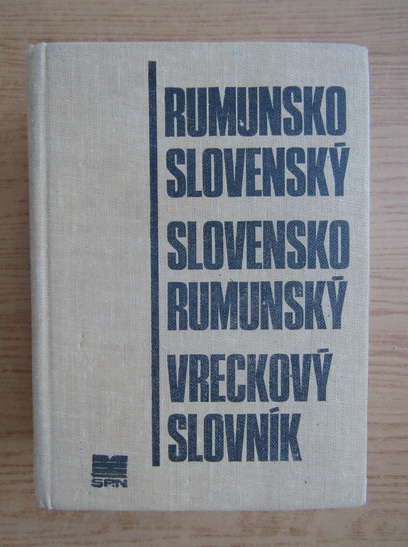 RUMUNSKO
SLOVENSKÝ
SLOVENSKO
RUMUNSKÝ
VRECKOVÝ
SLOVNÍK
SPN